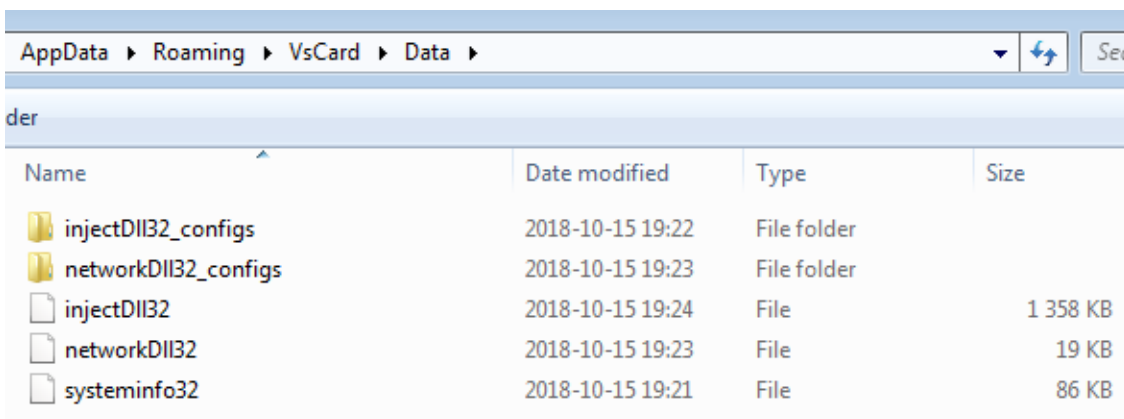 AppData ▸ Roaming ▸ VsCard ▸ Data ▸ Sea
der
Name Date modified Type Size
injectDll32_configs 2018-10-15 19:22 File folder
networkDll32_configs 2018-10-15 19:23 File folder
injectDll32 2018-10-15 19:24 File 1 358 KB
networkDll32 2018-10-15 19:23 File 19 KB
systeminfo32 2018-10-15 19:21 File 86 KB